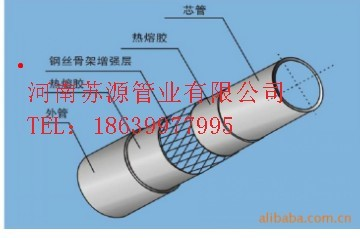 芯管
热熔胶
钢丝骨架增强层
热熔胶
外管
河南苏源管业有限公司
TEL: 18639977995
alibaba.com.cn